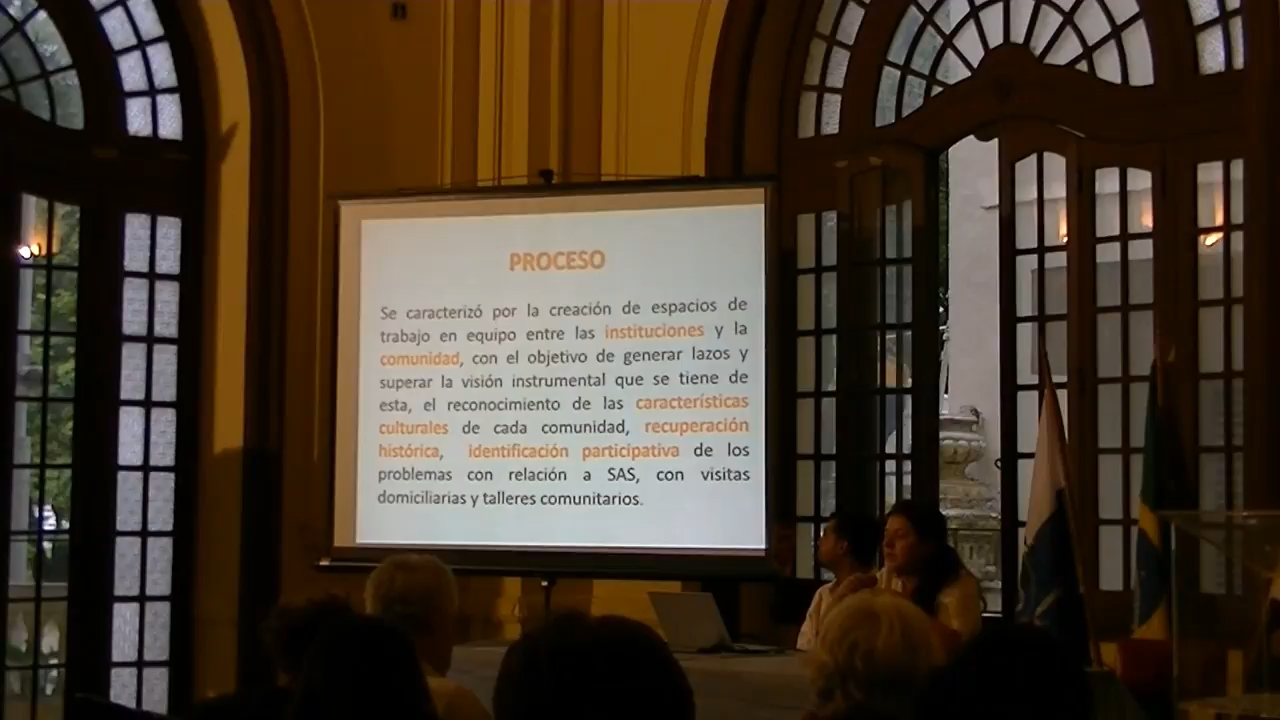 PROCESO
Se caracterizó por la creación de espacios de
trabajo en equipo entre las instituciones y la
comunidad, con el objetivo de generar lazos y
superar la visión instrumental que se tiene de
esta, el reconocimiento de las características
culturales de cada comunidad, recuperación
histórica, identificación participativa de los
problemas con relación a SAS, con visitas
domiciliarias y talleres comunitarios.